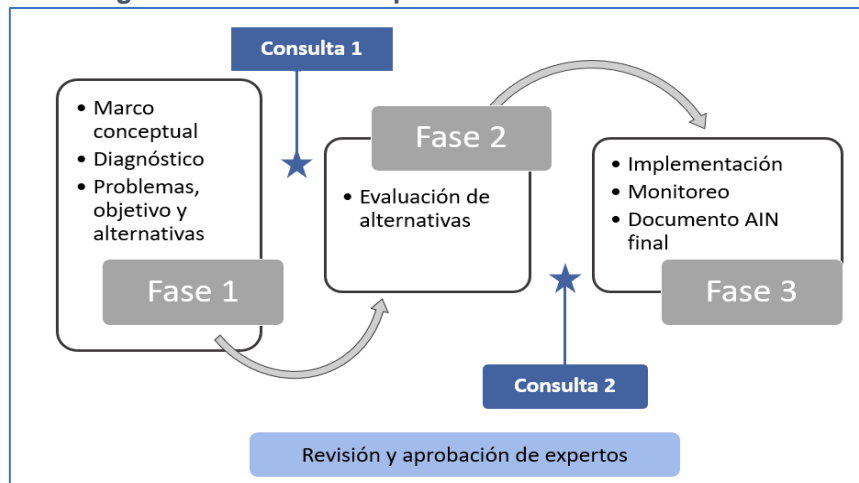 Consulta 1
• Marco
conceptual
• Diagnóstico
• Problemas,
objetivo y
alternativas
Fase 1
Fase 2
• Evaluación de
alternativas
• Implementación
• Monitoreo
• Documento AIN
final
Fase 3
Consulta 2
Revisión y aprobación de expertos